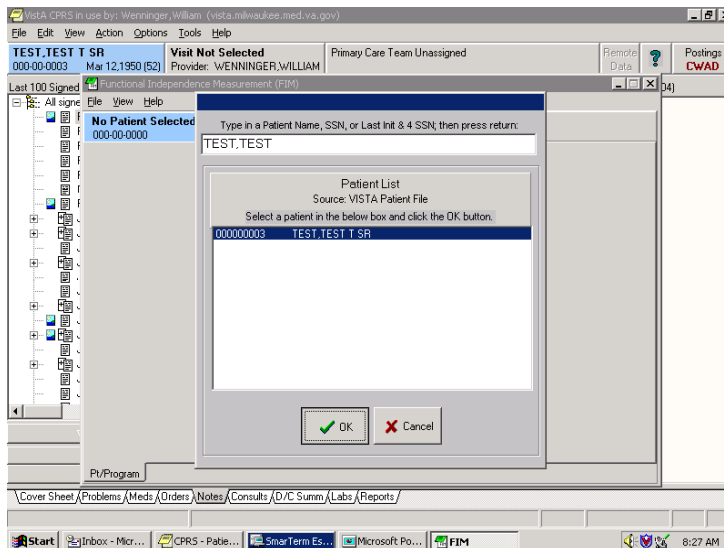 VistA CPRS in use by: Wenninger,William (vista.milwaukee.med.va.gov)
File Edit View Action Options Tools Help
TEST,TEST T SR
000-00-0003 Mar 12,1950 (52)
Visit Not Selected
Provider: WENNINGER,WILLIAM
Primary Care Team Unassigned
Remote
Data
Postings
CWAD
Last 100 Signed
04)
All signe
Functional Independence Measurement (FIM)
File View Help
No Patient Selected
000-00-0000
Type in a Patient Name, SSN, or Last Init & 4 SSN; then press return:
TEST,TEST
Patient List
Source: VISTA Patient File
Select a patient in the below box and click the OK button.
000000003 TEST,TEST T SR
OK
Cancel
Pt/Program
Cover Sheet Problems Meds Orders Notes Consults D/C Summ Labs Reports
Start Inbox - Micr... CPRS - Patie... SmarTerm Es... Microsoft Po... FIM 8:27 AM